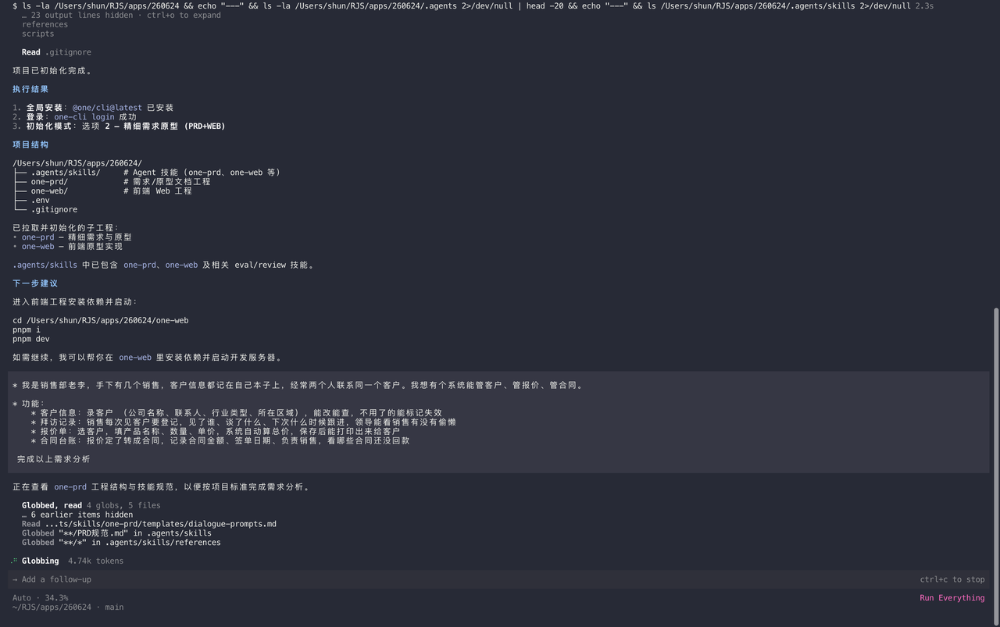 $ ls -la /Users/shun/RJS/apps/260624 && echo "---" && ls -la /Users/shun/RJS/apps/260624/.agents 2>/dev/null | head -20 && echo "---" && ls /Users/shun/RJS/apps/260624/.agents/skills 2>/dev/null 2.3s
… 23 output lines hidden · ctrl+o to expand
references
scripts
Read .gitignore
项目已初始化完成。
执行结果
1. 全局安装: @one/cli@latest 已安装
2. 登录: one-cli login 成功
3. 初始化模式: 选项 2 — 精细需求原型 (PRD+WEB)
项目结构
/Users/shun/RJS/apps/260624/
├── .agents/skills/     # Agent 技能 (one-prd、one-web 等)
├── one-prd/            # 需求/原型文档工程
├── one-web/            # 前端 Web 工程
├── .env
└── .gitignore
已拉取并初始化的子工程:
• one-prd — 精细需求与原型
• one-web — 前端原型实现
.agents/skills 中已包含 one-prd、one-web 及相关 eval/review 技能。
下一步建议
进入前端工程安装依赖并启动:
cd /Users/shun/RJS/apps/260624/one-web
pnpm i
pnpm dev
如需继续, 我可以帮你在 one-web 里安装依赖并启动开发服务器。
* 我是销售部老李, 手下有几个销售, 客户信息都记在自己本子上, 经常两个人联系同一个客户。我想有个系统能管客户、管报价、管合同。
* 功能:
* 客户信息: 录客户 (公司名称、联系人、行业类型、所在区域), 能改能查, 不用了的能标记失效
* 拜访记录: 销售每次见客户要登记, 见了谁、谈了什么、下次什么时候跟进, 领导能看销售有没有偷懒
* 报价单: 选客户, 填产品名称、数量、单价, 系统自动算总价, 保存后能打印出来给客户
* 合同台账: 报价定了转成合同, 记录合同金额、签单日期、负责销售, 看哪些合同还没回款
完成以上需求分析
正在查看 one-prd 工程结构与技能规范, 以便按项目标准完成需求分析。
Globbed, read 4 globs, 5 files
… 6 earlier items hidden
Read ...ts/skills/one-prd/templates/dialogue-prompts.md
Globbed "**/PRD规范.md" in .agents/skills
Globbed "**/*" in .agents/skills/references
Globbing 4.74k tokens
→ Add a follow-up ctrl+c to stop
Auto · 34.3% Run Everything
~/RJS/apps/260624 · main